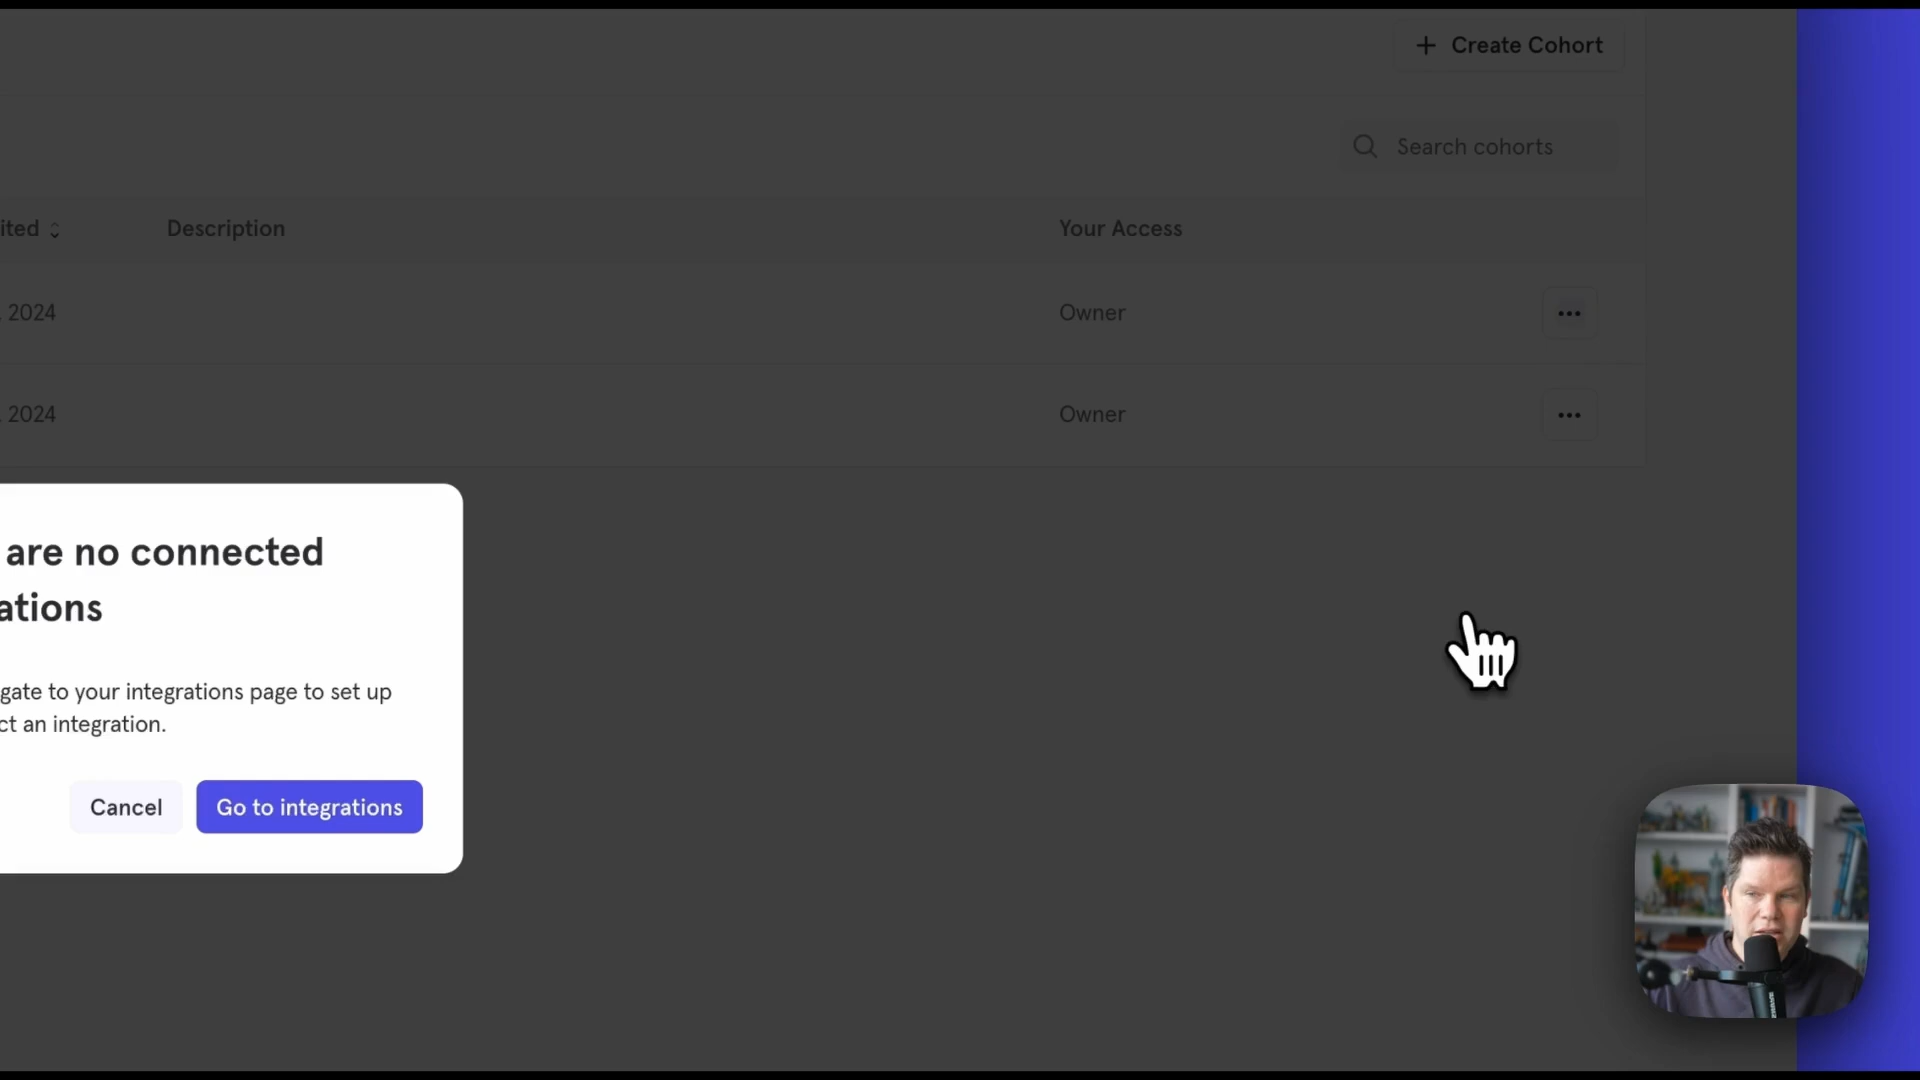 + Create Cohort
Search cohorts
ited Description Your Access
2024 Owner
2024 Owner
are no connected
ations
gate to your integrations page to set up
ct an integration.
Cancel Go to integrations